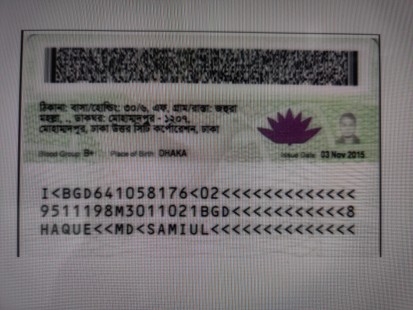 ঠিকানা: বাসা/হোল্ডিং: ৩০/৬, এফ, গ্রাম/রাস্তা: জহুরা
মহল্লা, ., ডাকঘর: মোহাম্মদপুর - ১২০৭,
মোহাম্মদপুর, ঢাকা উত্তর সিটি কর্পোরেশন, ঢাকা
Blood Group: B+ Place of Birth: DHAKA Issue Date: 03 Nov 2015
I<BGD641058176<02<<<<<<<<<<<<<<
9511198M3011021BGD<<<<<<<<<<<8
HAQUE<<MD<SAMIUL<<<<<<<<<<<<<<